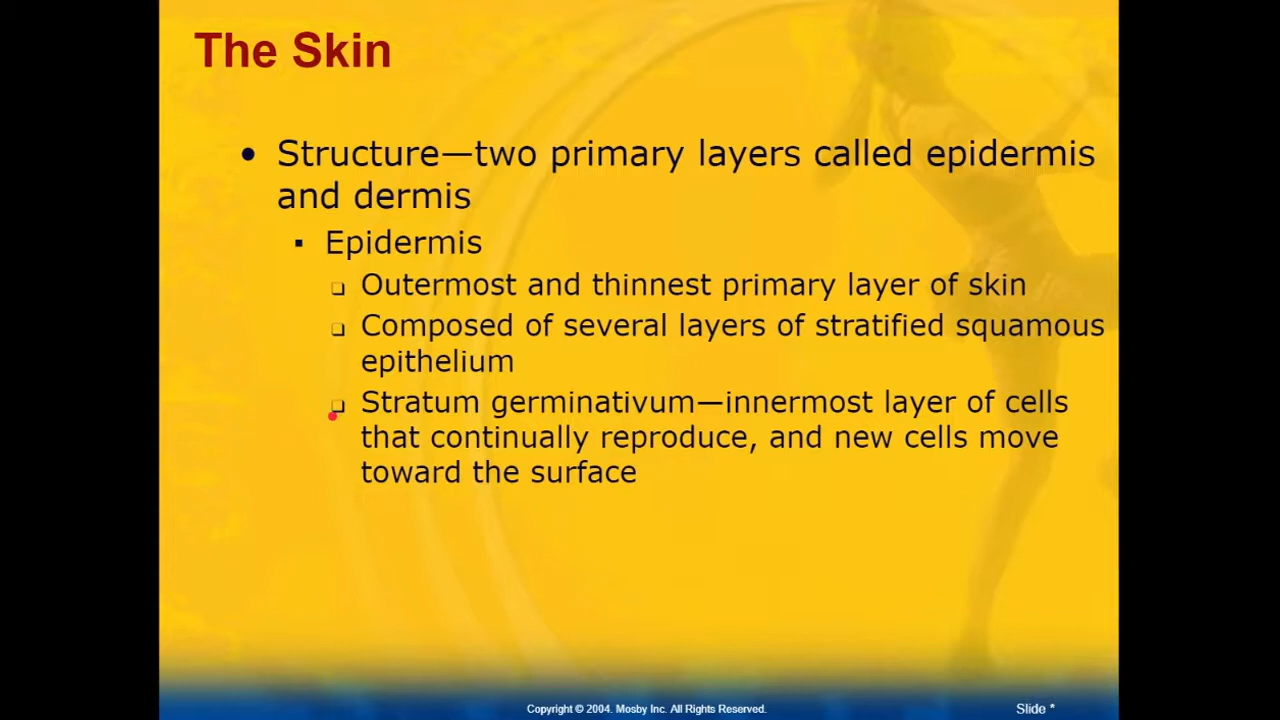 The Skin
• Structure—two primary layers called epidermis
and dermis
▪ Epidermis
❑ Outermost and thinnest primary layer of skin
❑ Composed of several layers of stratified squamous
epithelium
❑ Stratum germinativum—innermost layer of cells
that continually reproduce, and new cells move
toward the surface
Copyright © 2004. Mosby Inc. All Rights Reserved.
Slide *